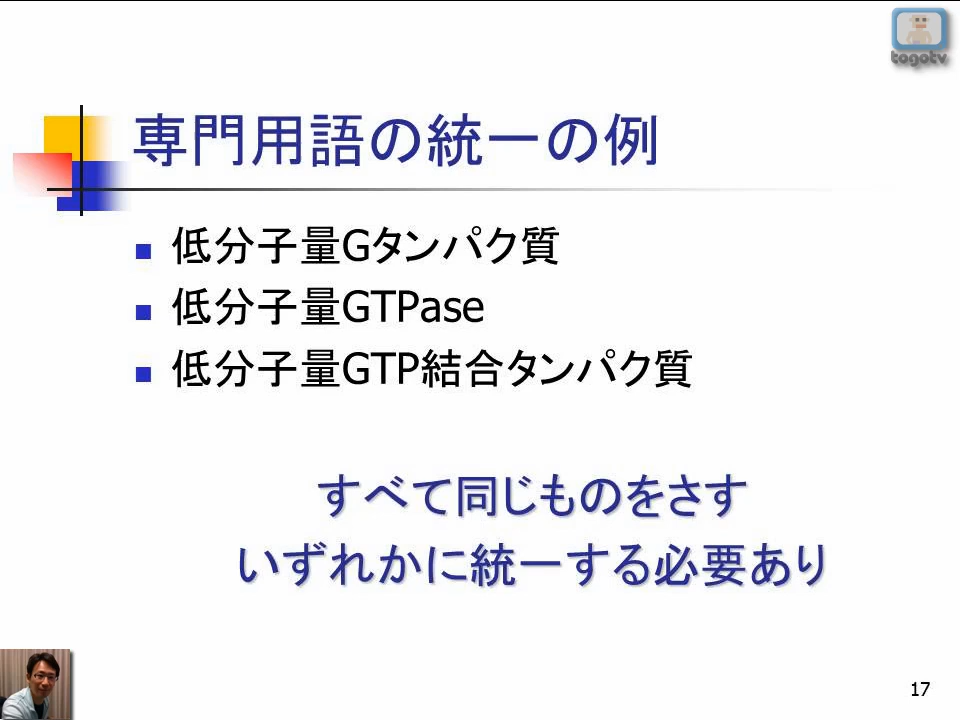 togotv
専門用語の統一の例
低分子量Gタンパク質
低分子量GTPase
低分子量GTP結合タンパク質
すべて同じものをさす
いずれかに統一する必要あり
17